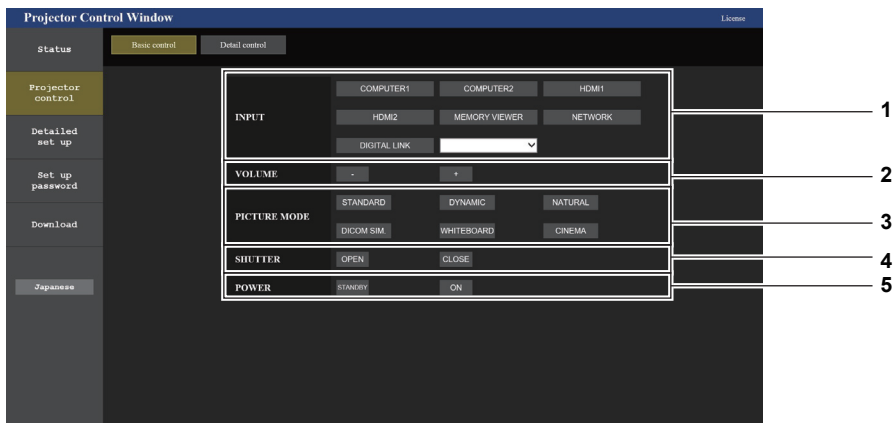 Projector Control Window
License
Status
Basic control
Detail control
Projector
control
Detailed
set up
Set up
password
Download
Japanese
INPUT
COMPUTER1
COMPUTER2
HDMI1
HDMI2
MEMORY VIEWER
NETWORK
DIGITAL LINK
1
VOLUME
-
+
2
PICTURE MODE
STANDARD
DYNAMIC
NATURAL
DICOM SIM.
WHITEBOARD
CINEMA
3
SHUTTER
OPEN
CLOSE
4
POWER
STANDBY
ON
5